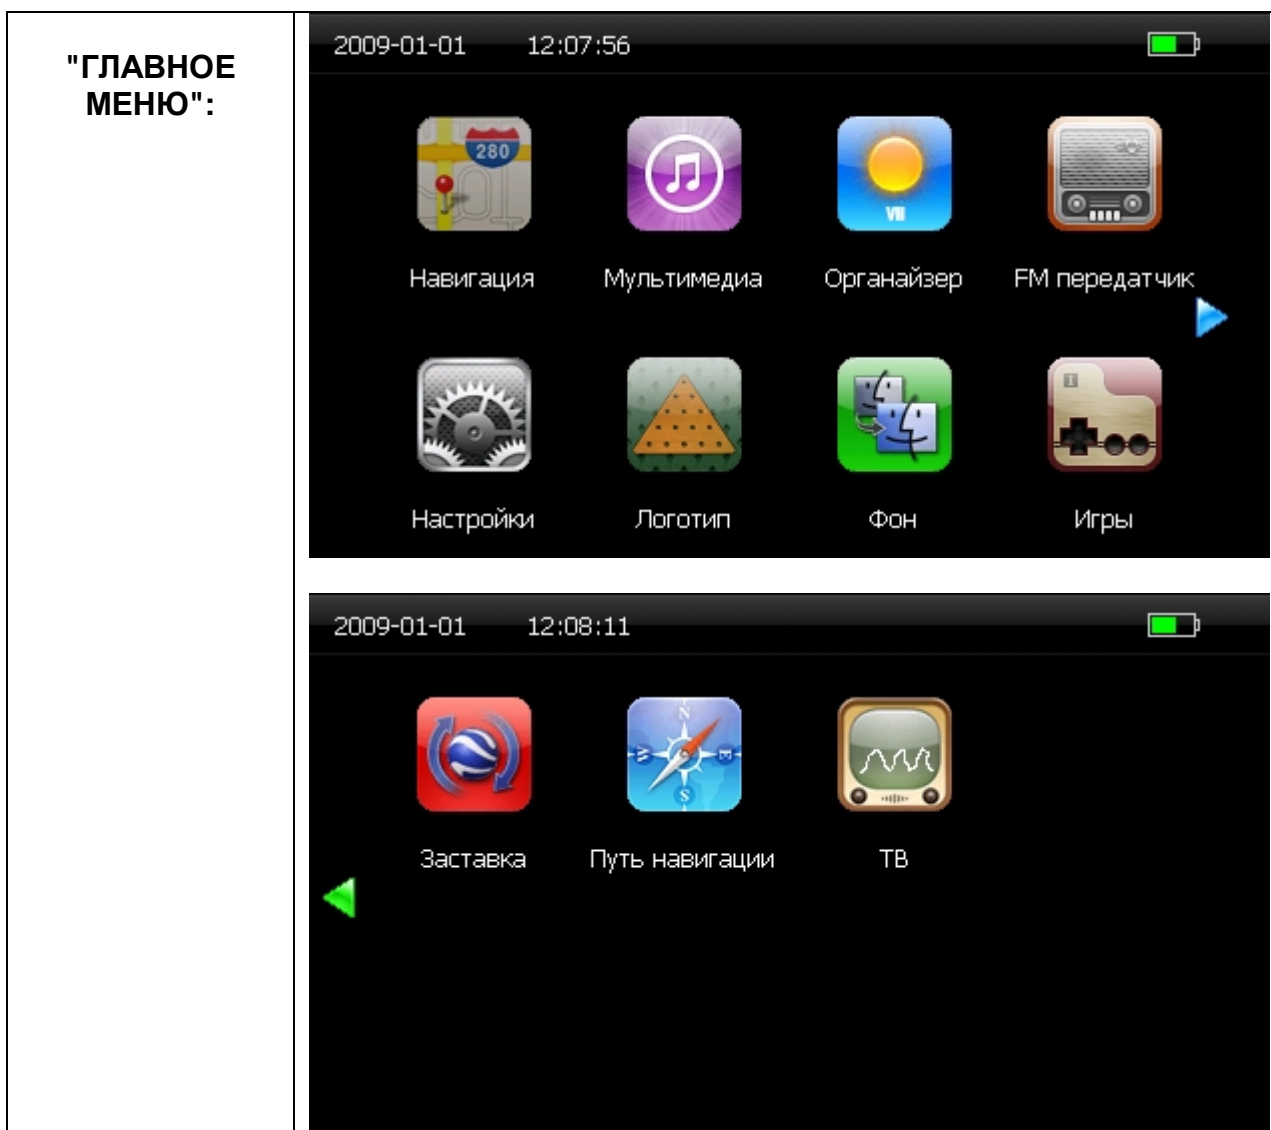 "ГЛАВНОЕ
МЕНЮ":
2009-01-01 12:07:56
280
VII
Навигация Мультимедиа Органайзер FM передатчик
I
Настройки Логотип Фон Игры
2009-01-01 12:08:11
N
W E
S
Заставка Путь навигации ТВ